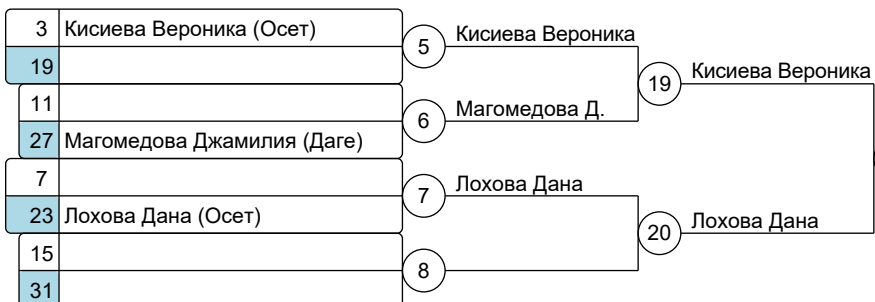 3 Кисиева Вероника (Осет)
5 Кисиева Вероника
19
19 Кисиева Вероника
11
6 Магомедова Д.
27 Магомедова Джамилия (Даге)
7
7 Лохова Дана
23 Лохова Дана (Осет)
20 Лохова Дана
15
8
31